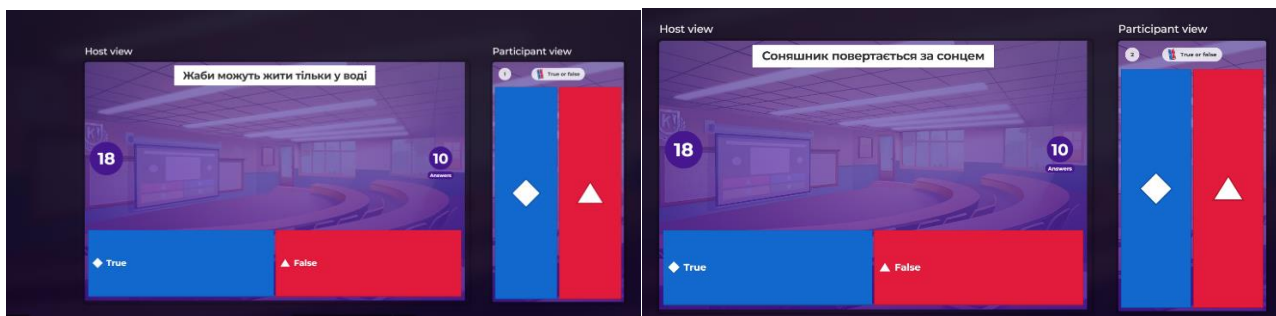 Host view
Participant view
Жаби можуть жити тільки у воді
1
True or false
18
10
Answers
True
False
Host view
Participant view
Соняшник повертається за сонцем
2
True or false
18
10
Answers
True
False